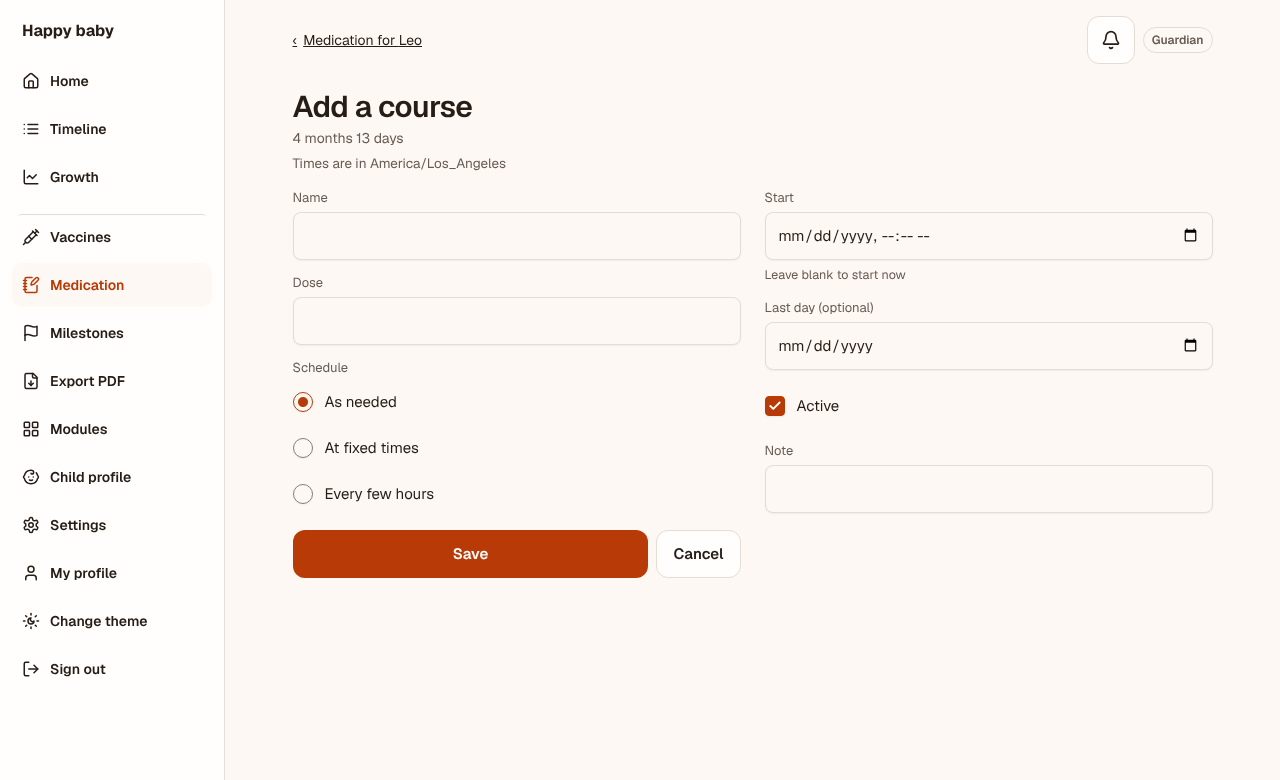 Happy baby
Home
Timeline
Growth
Vaccines
Medication
Milestones
Export PDF
Modules
Child profile
Settings
My profile
Change theme
Sign out
‹ Medication for Leo
Guardian
Add a course
4 months 13 days
Times are in America/Los_Angeles
Name
Dose
Schedule
As needed
At fixed times
Every few hours
Save
Cancel
Start
mm/dd/yyyy, --:-- --
Leave blank to start now
Last day (optional)
mm/dd/yyyy
Active
Note